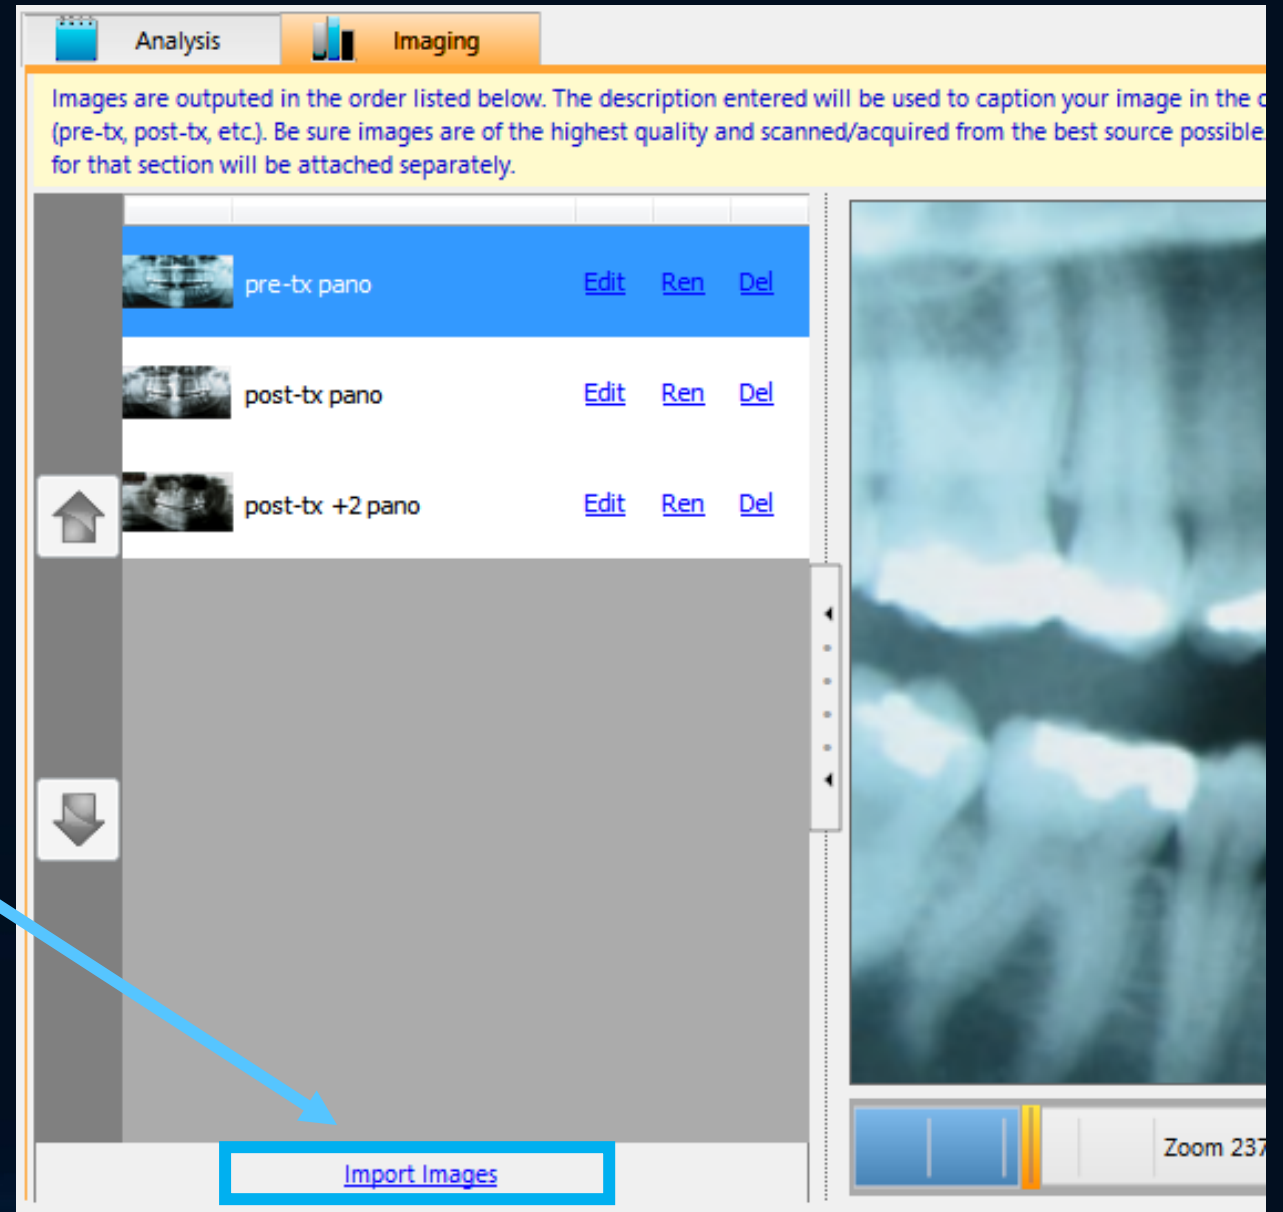 Analysis
Imaging
Images are outputed in the order listed below. The description entered will be used to caption your image in the
(pre-tx, post-tx, etc.). Be sure images are of the highest quality and scanned/acquired from the best source possible.
for that section will be attached separately.
pre-tx pano Edit Ren Del
post-tx pano Edit Ren Del
post-tx +2 pano Edit Ren Del
Import Images
Zoom 237